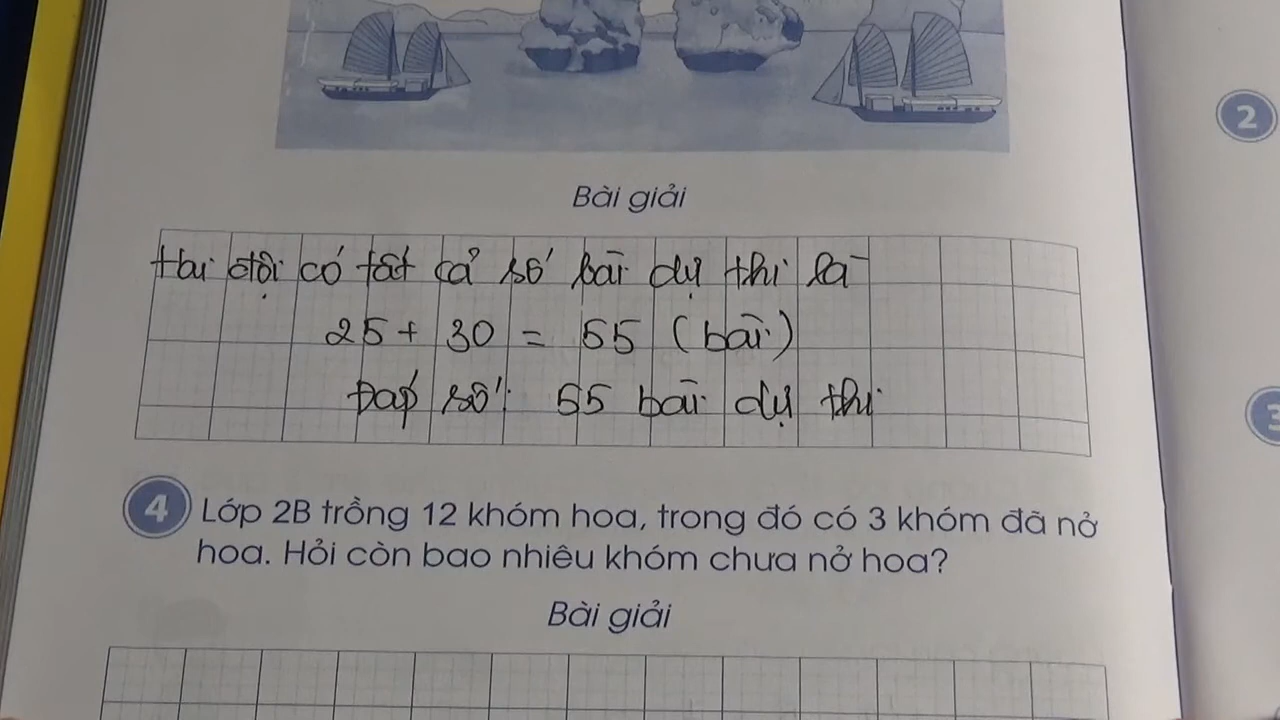 2
Bài giải
Hai đội có tất cả số bài dự thi là
25 + 30 = 55 (bài)
Đáp số: 55 bài dự thi
3
4 Lớp 2B trồng 12 khóm hoa, trong đó có 3 khóm đã nở
hoa. Hỏi còn bao nhiêu khóm chưa nở hoa?
Bài giải